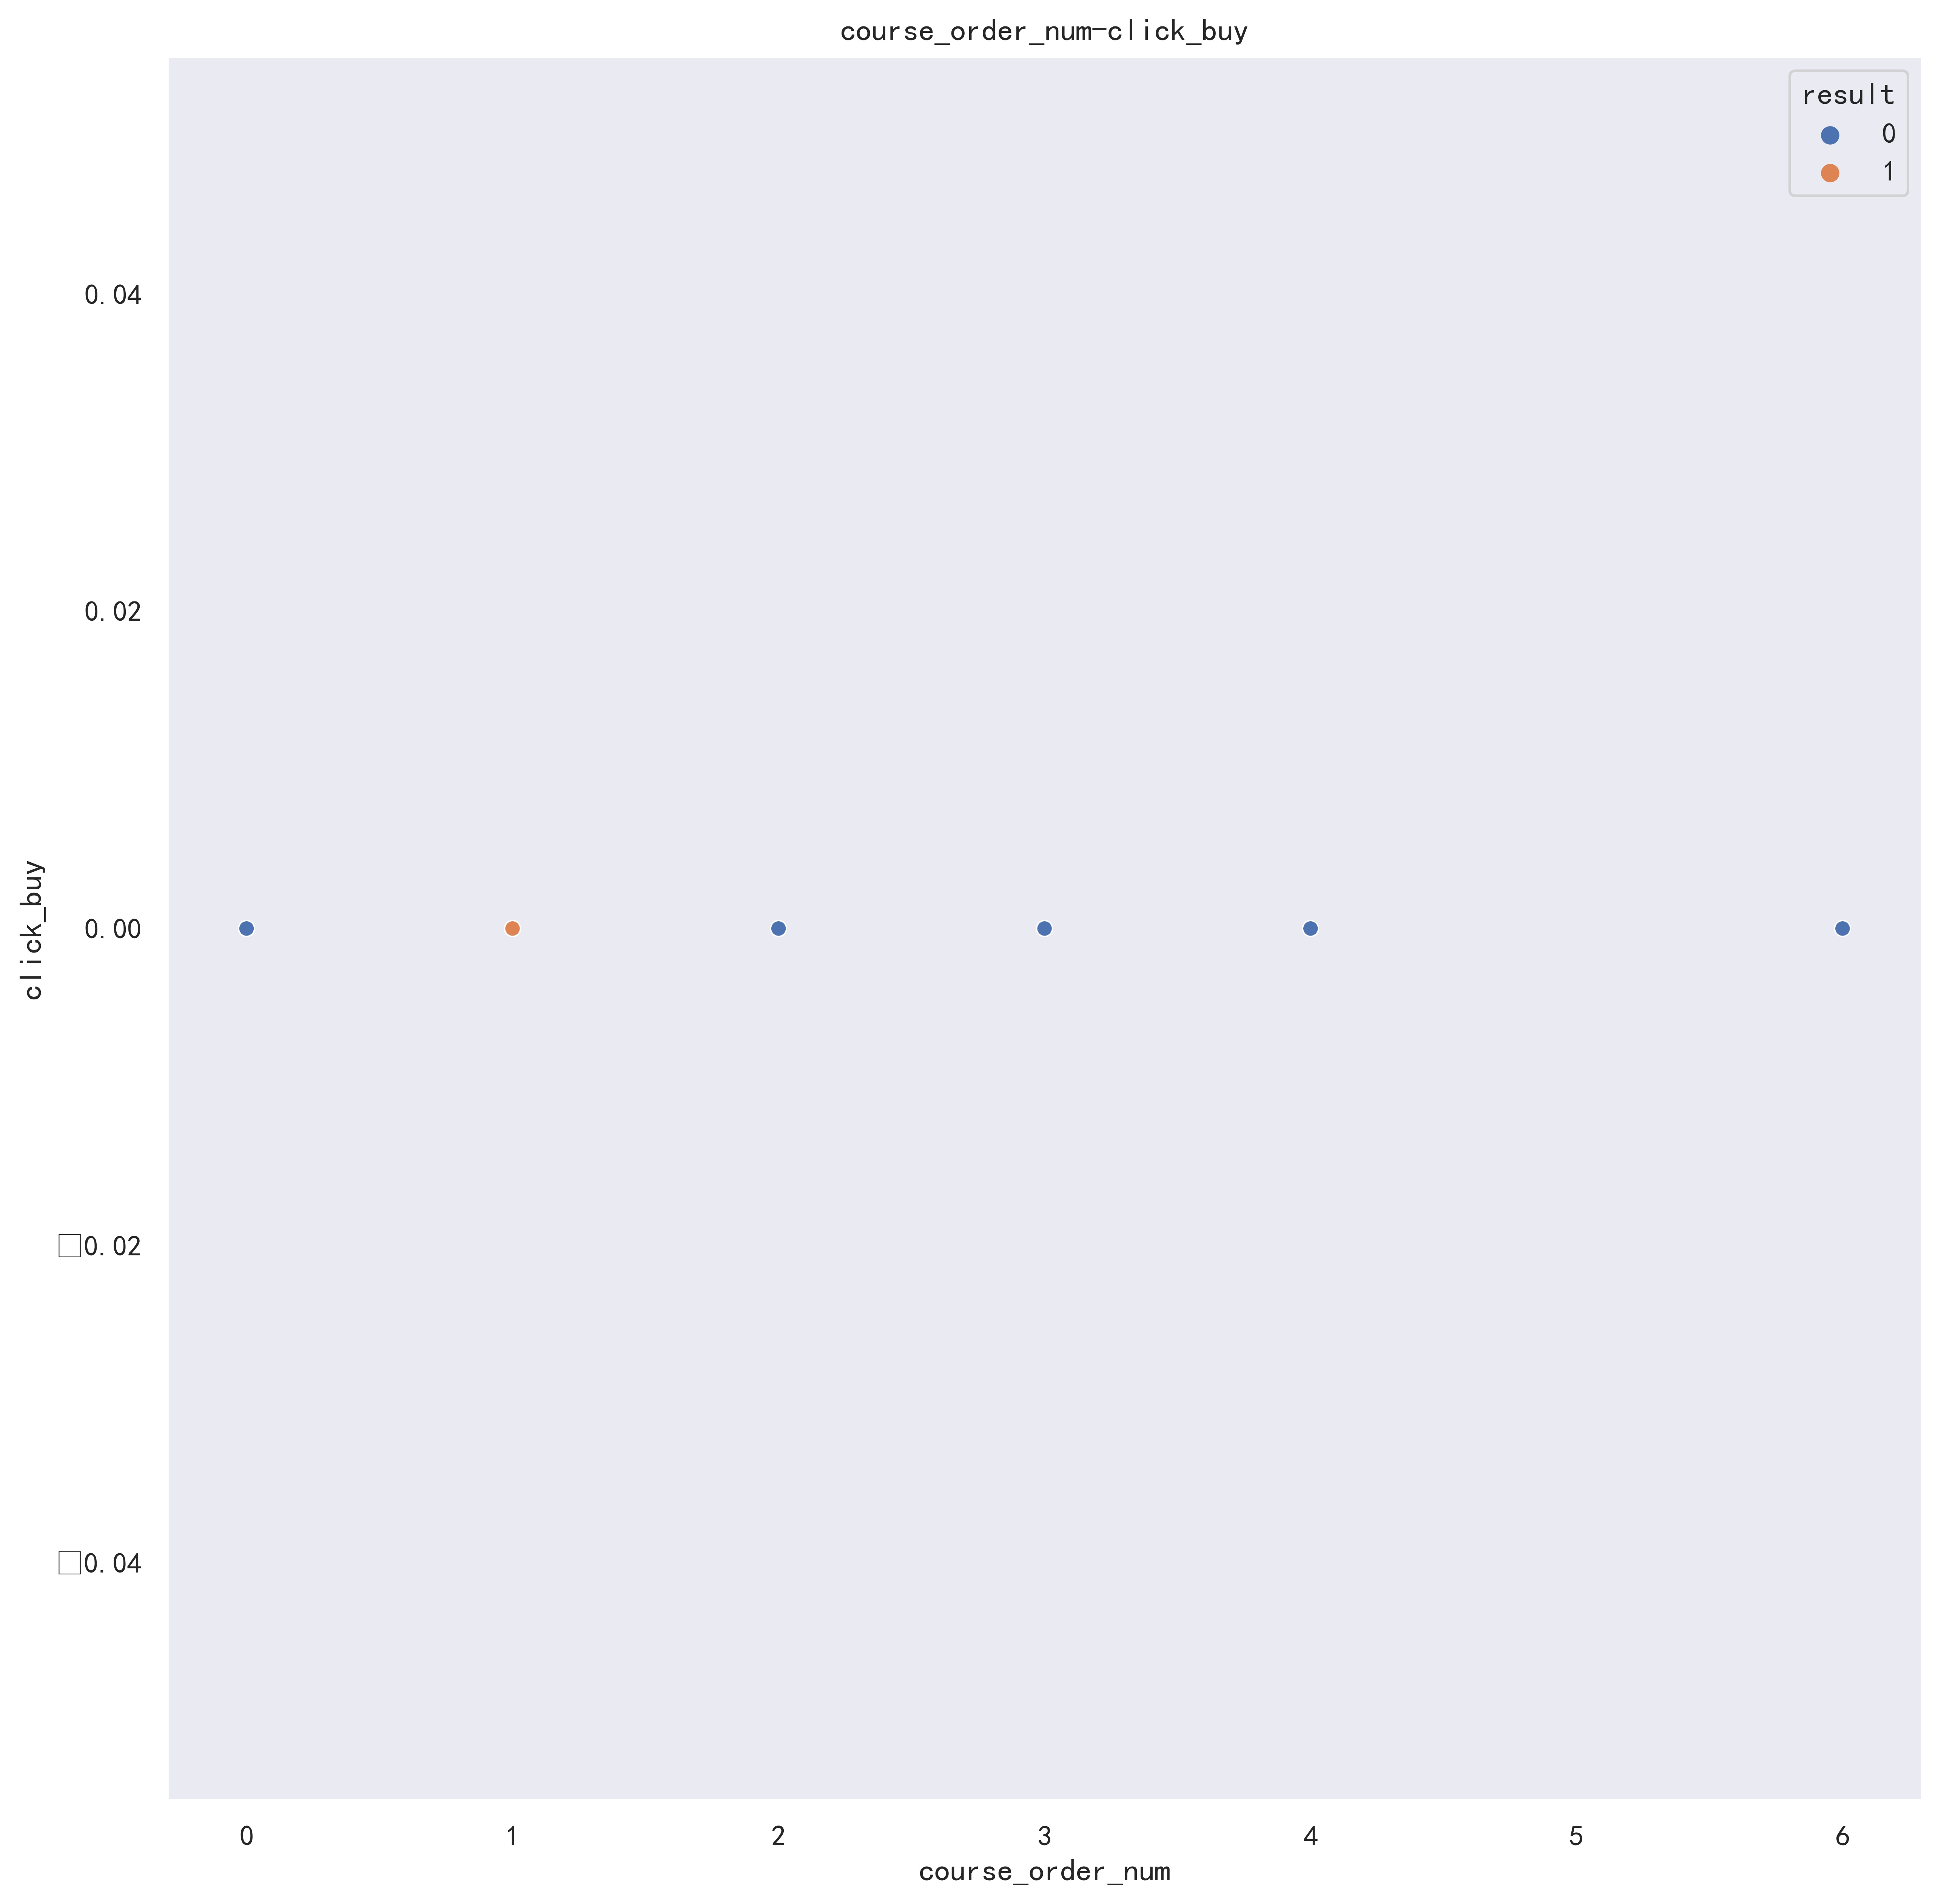 course_order_num-click_buy
result
0
1
0.04
0.02
0.00
□0.02
□0.04
click_buy
0 1 2 3 4 5 6
course_order_num